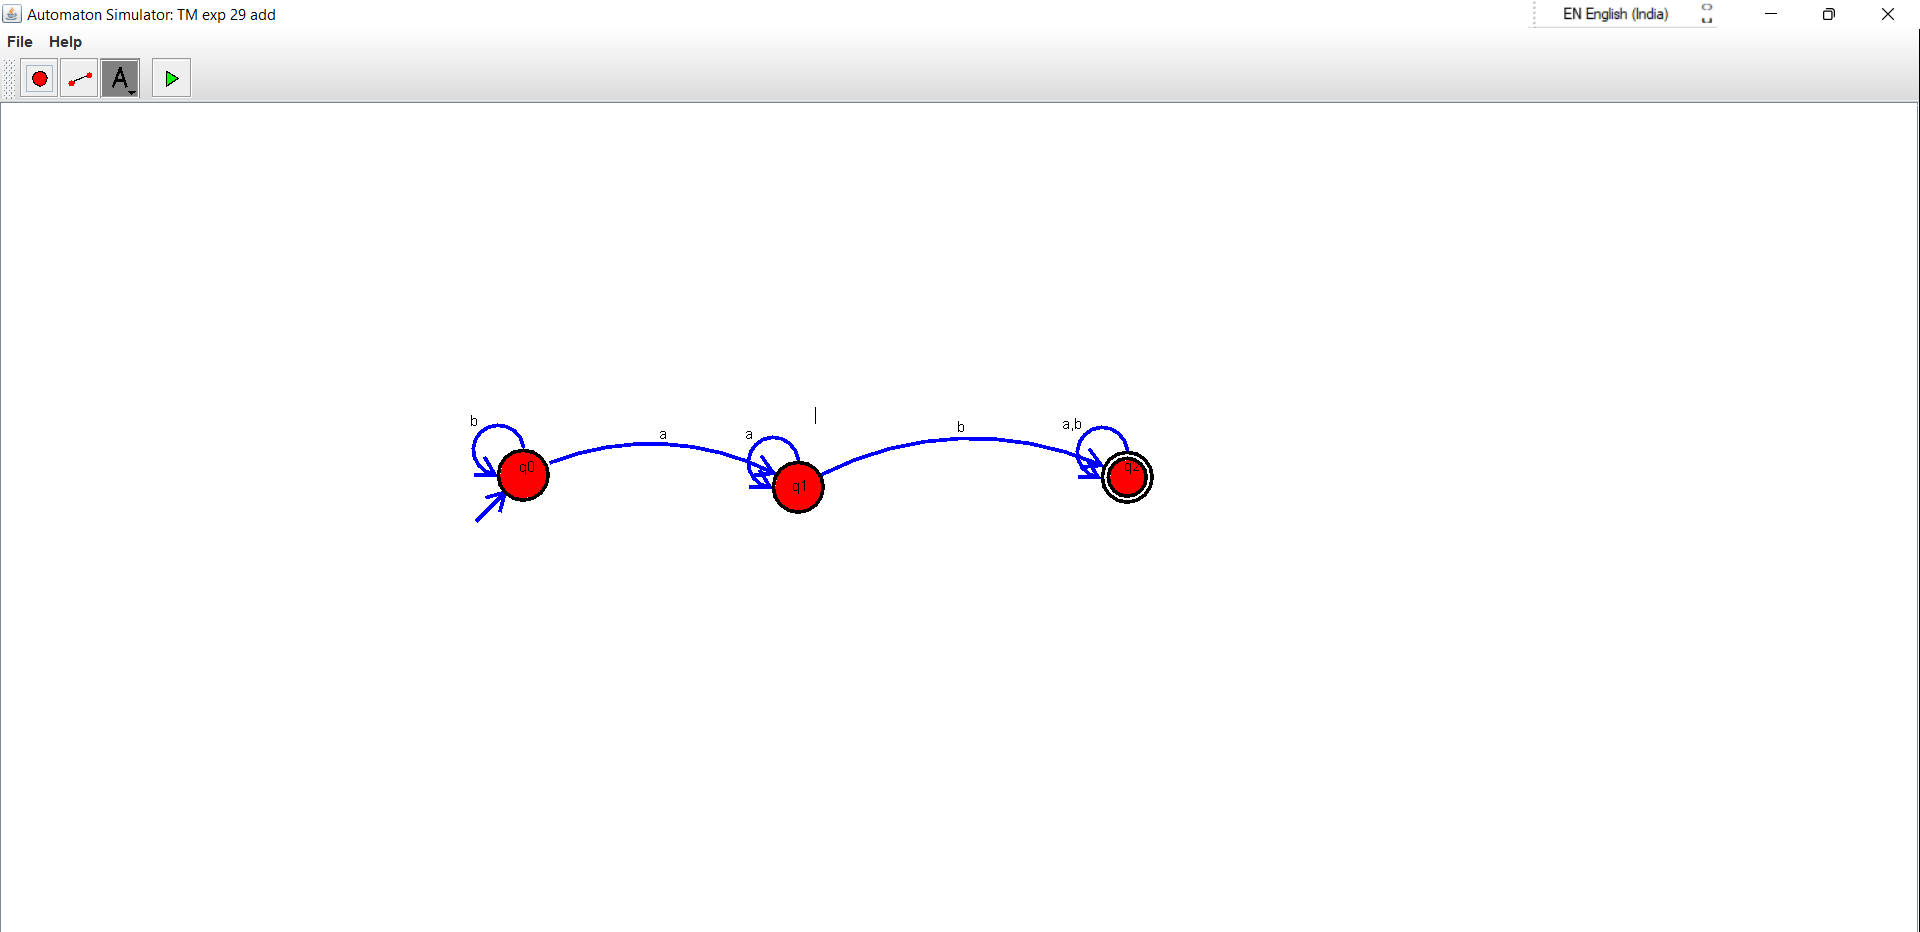 Automaton Simulator: TM exp 29 add
EN English (India)
File Help
A
b
a
a
b
a,b
q0
q1
q2